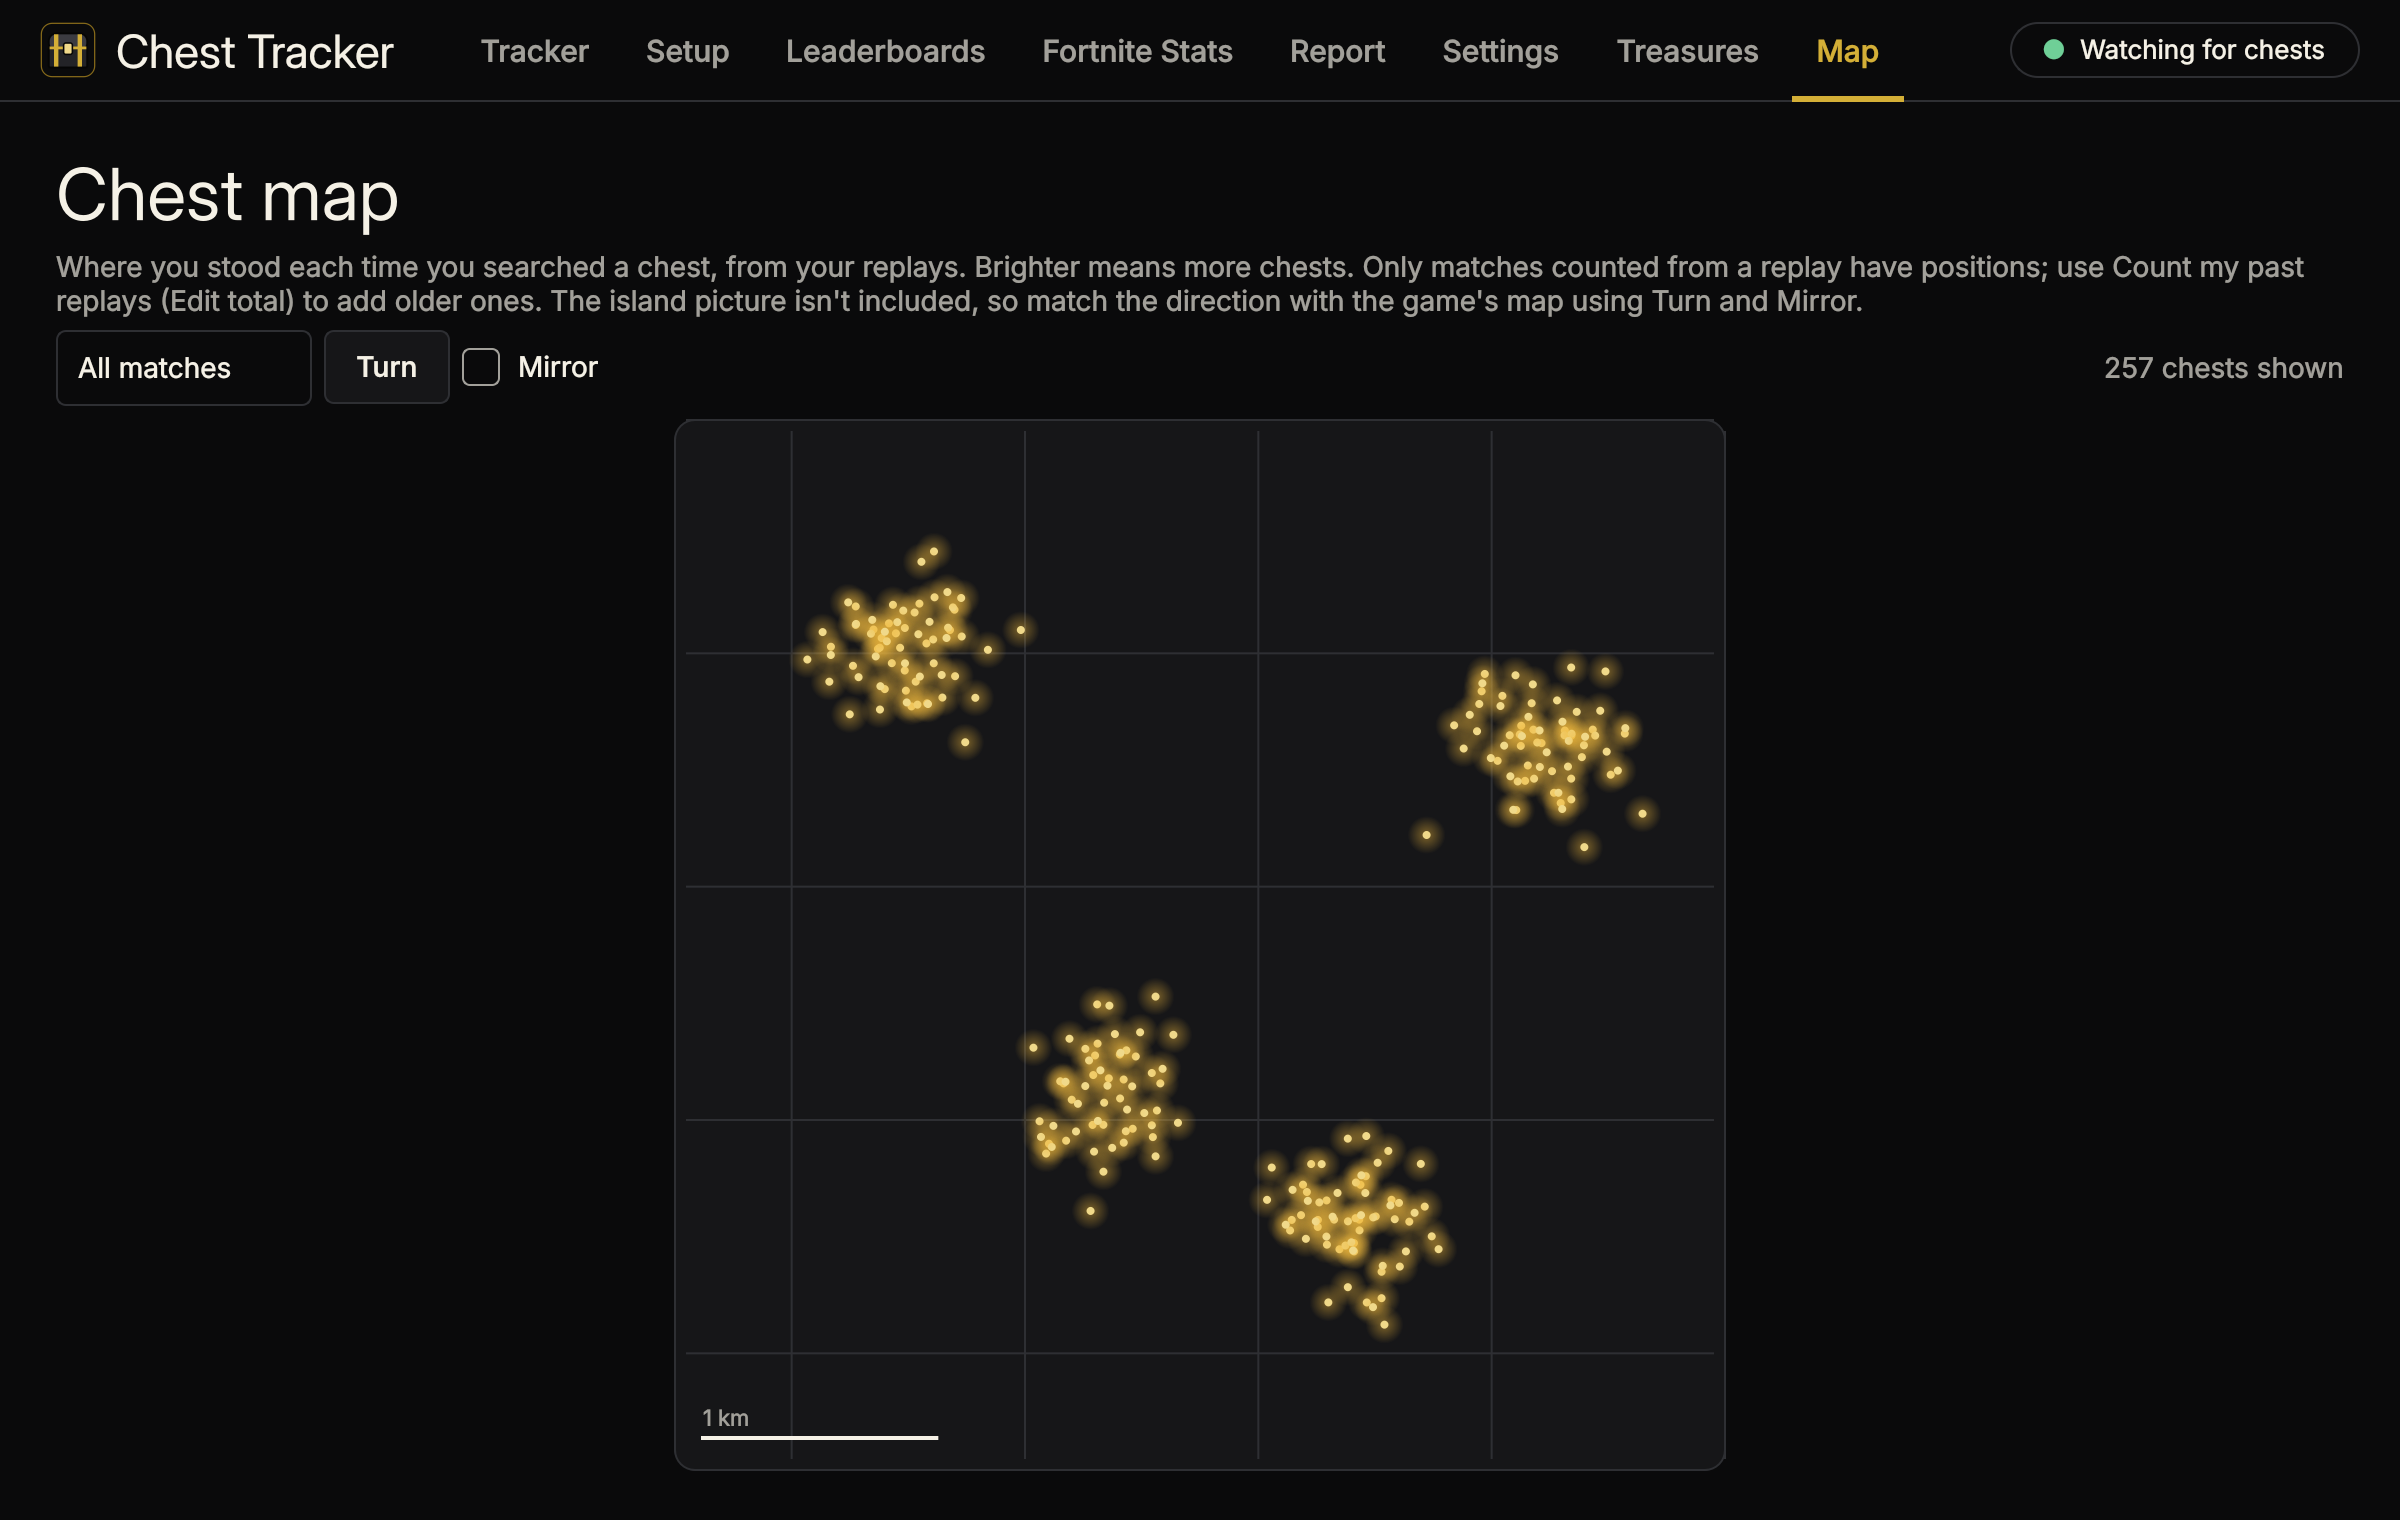 Chest Tracker
Tracker
Setup
Leaderboards
Fortnite Stats
Report
Settings
Treasures
Map
Watching for chests
Chest map
Where you stood each time you searched a chest, from your replays. Brighter means more chests. Only matches counted from a replay have positions; use Count my past
replays (Edit total) to add older ones. The island picture isn't included, so match the direction with the game's map using Turn and Mirror.
All matches
Turn
Mirror
257 chests shown
1 km